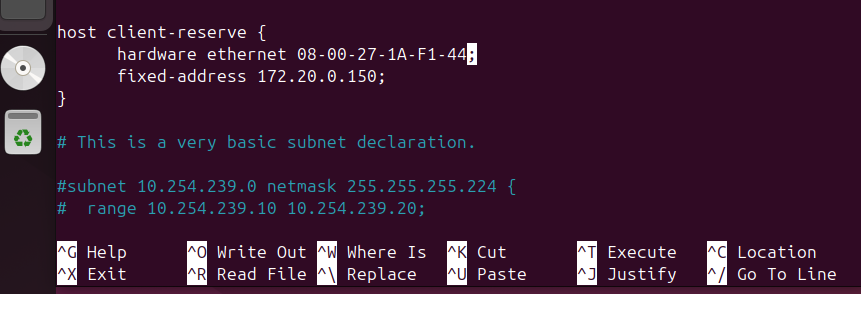 host client-reserve {
      hardware ethernet 08-00-27-1A-F1-44;
      fixed-address 172.20.0.150;
}
# This is a very basic subnet declaration.
#subnet 10.254.239.0 netmask 255.255.255.224 {
#  range 10.254.239.10 10.254.239.20;
^G Help ^O Write Out ^W Where Is ^K Cut ^T Execute ^C Location
^X Exit ^R Read File ^\ Replace ^U Paste ^J Justify ^/ Go To Line